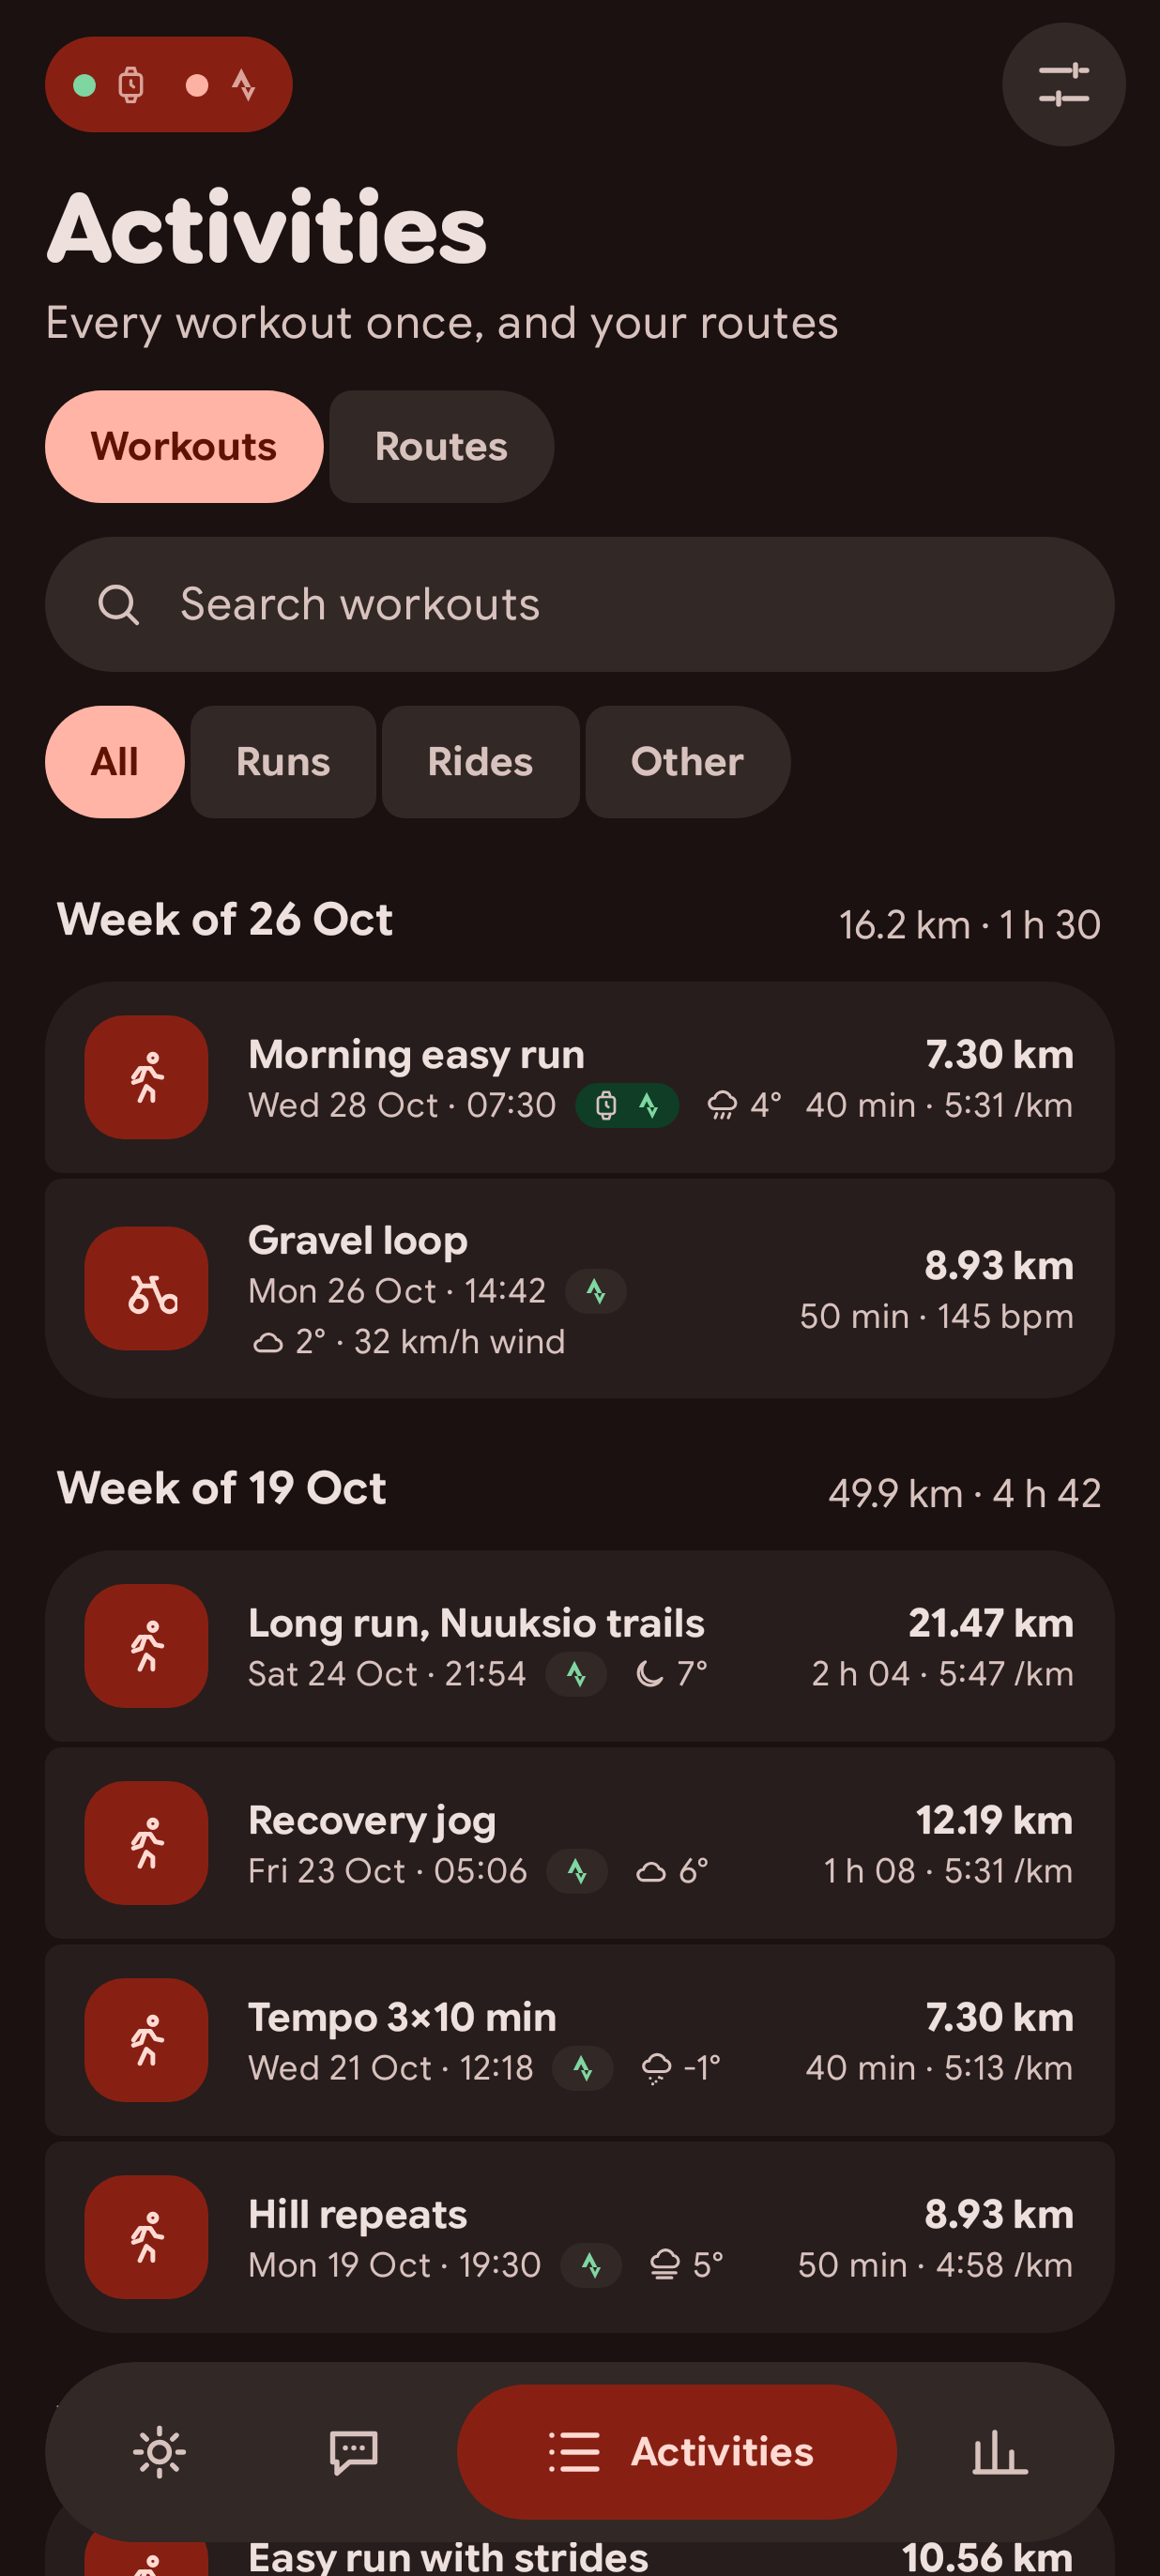 Activities
Every workout once, and your routes
Workouts Routes
Search workouts
All Runs Rides Other
Week of 26 Oct 16.2 km · 1 h 30
Morning easy run 7.30 km
Wed 28 Oct · 07:30 4° 40 min · 5:31 /km
Gravel loop 8.93 km
Mon 26 Oct · 14:42 50 min · 145 bpm
2° · 32 km/h wind
Week of 19 Oct 49.9 km · 4 h 42
Long run, Nuuksio trails 21.47 km
Sat 24 Oct · 21:54 7° 2 h 04 · 5:47 /km
Recovery jog 12.19 km
Fri 23 Oct · 05:06 6° 1 h 08 · 5:31 /km
Tempo 3×10 min 7.30 km
Wed 21 Oct · 12:18 -1° 40 min · 5:13 /km
Hill repeats 8.93 km
Mon 19 Oct · 19:30 5° 50 min · 4:58 /km
Activities
Easy run with strides 10.56 km